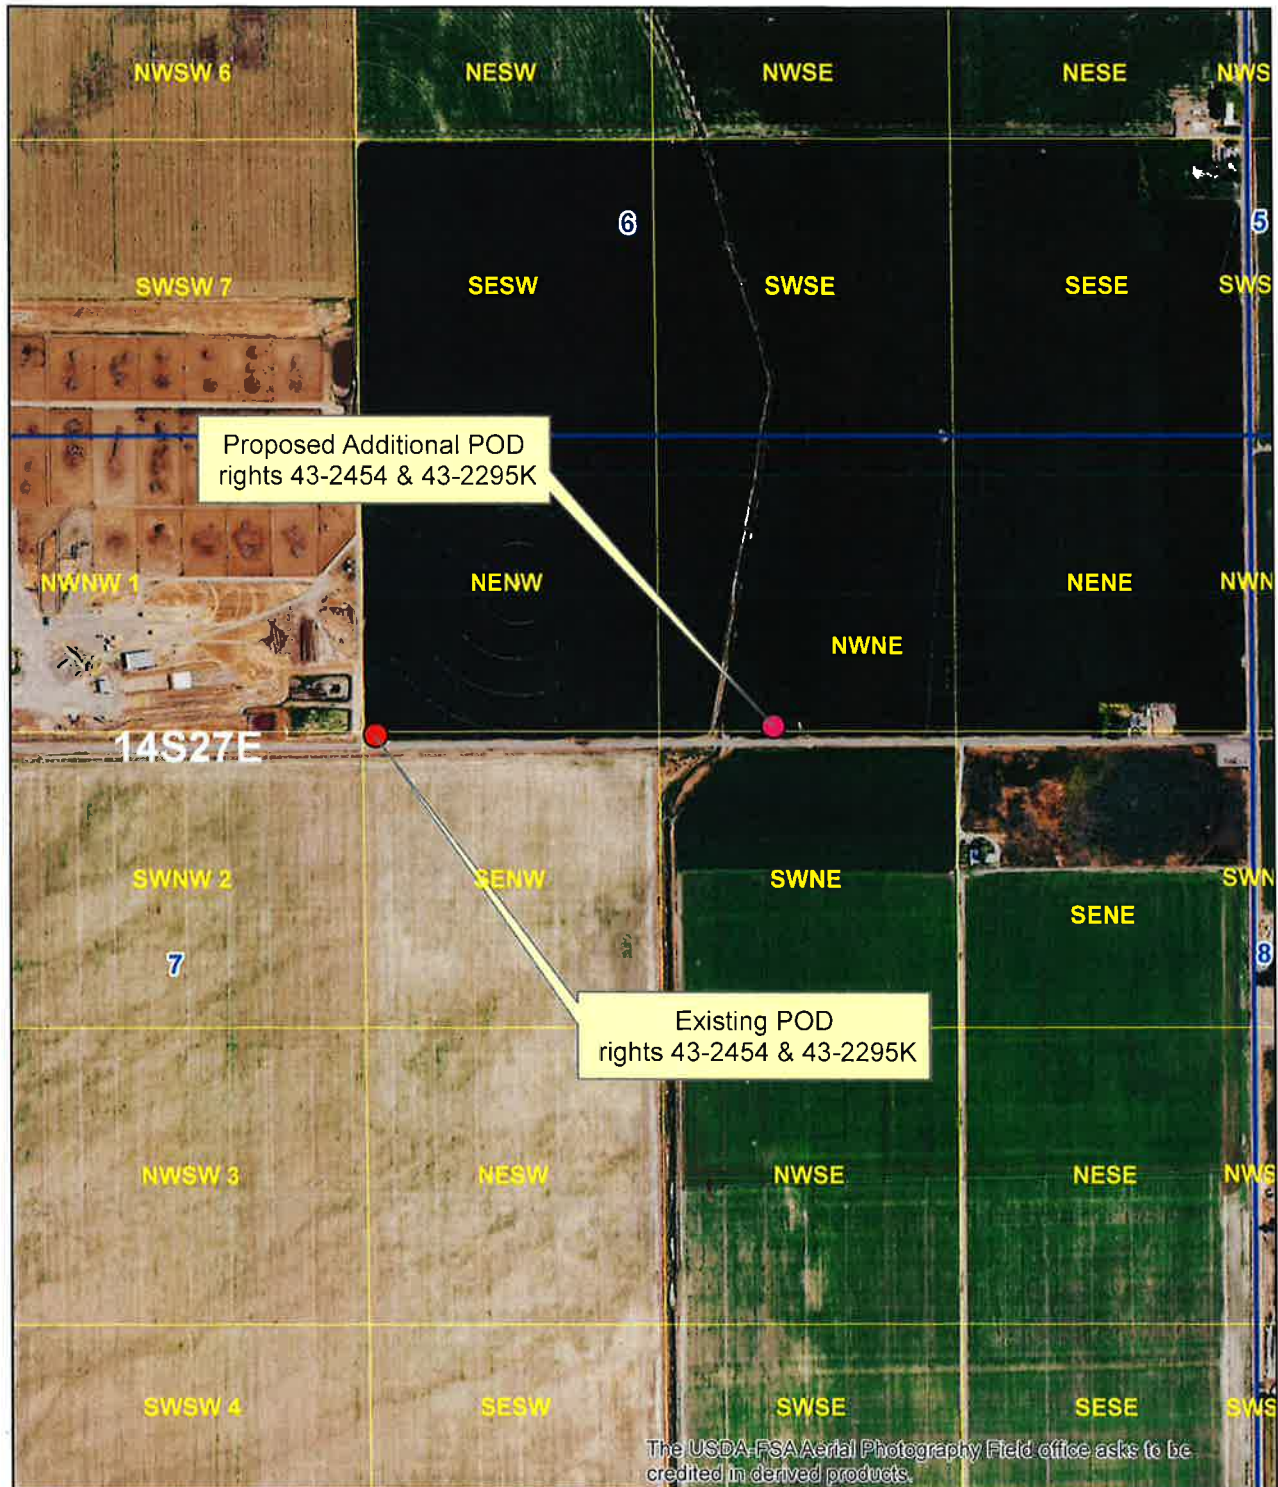 NWSW 6
NESW
NWSE
NESE
NWS
6
5
SWSW 7
SESW
SWSE
SESE
SWS
Proposed Additional POD
rights 43-2454 & 43-2295K
NWNW 1
NENW
NENE
NWN
NWNE
14S27E
SWNW 2
SENW
SWNE
SWN
SENE
7
8
Existing POD
rights 43-2454 & 43-2295K
NWSW 3
NESW
NWSE
NESE
NWS
SWSW 4
SESW
SWSE
SESE
SWS
The USDA-FSA Aerial Photography Field office asks to be
credited in derived products.